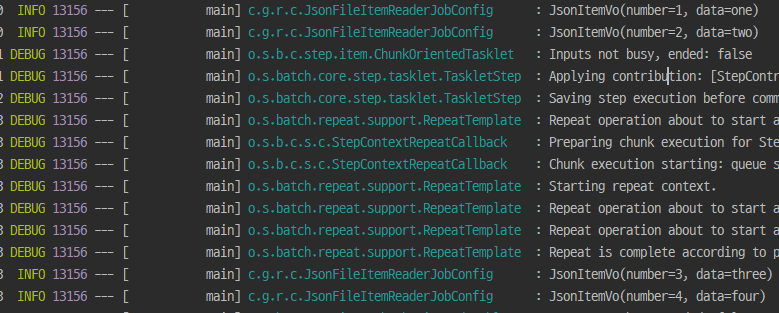 0  INFO 13156 --- [           main] c.g.r.c.JsonFileItemReaderJobConfig      : JsonItemVo(number=1, data=one)
0  INFO 13156 --- [           main] c.g.r.c.JsonFileItemReaderJobConfig      : JsonItemVo(number=2, data=two)
1 DEBUG 13156 --- [           main] o.s.b.c.step.item.ChunkOrientedTasklet   : Inputs not busy, ended: false
1 DEBUG 13156 --- [           main] o.s.batch.core.step.tasklet.TaskletStep  : Applying contribution: [StepContr
2 DEBUG 13156 --- [           main] o.s.batch.core.step.tasklet.TaskletStep  : Saving step execution before comm
3 DEBUG 13156 --- [           main] o.s.batch.repeat.support.RepeatTemplate  : Repeat operation about to start a
3 DEBUG 13156 --- [           main] o.s.b.c.s.c.StepContextRepeatCallback    : Preparing chunk execution for Ste
3 DEBUG 13156 --- [           main] o.s.b.c.s.c.StepContextRepeatCallback    : Chunk execution starting: queue s
3 DEBUG 13156 --- [           main] o.s.batch.repeat.support.RepeatTemplate  : Starting repeat context.
3 DEBUG 13156 --- [           main] o.s.batch.repeat.support.RepeatTemplate  : Repeat operation about to start a
3 DEBUG 13156 --- [           main] o.s.batch.repeat.support.RepeatTemplate  : Repeat operation about to start a
3 DEBUG 13156 --- [           main] o.s.batch.repeat.support.RepeatTemplate  : Repeat is complete according to p
3  INFO 13156 --- [           main] c.g.r.c.JsonFileItemReaderJobConfig      : JsonItemVo(number=3, data=three)
3  INFO 13156 --- [           main] c.g.r.c.JsonFileItemReaderJobConfig      : JsonItemVo(number=4, data=four)